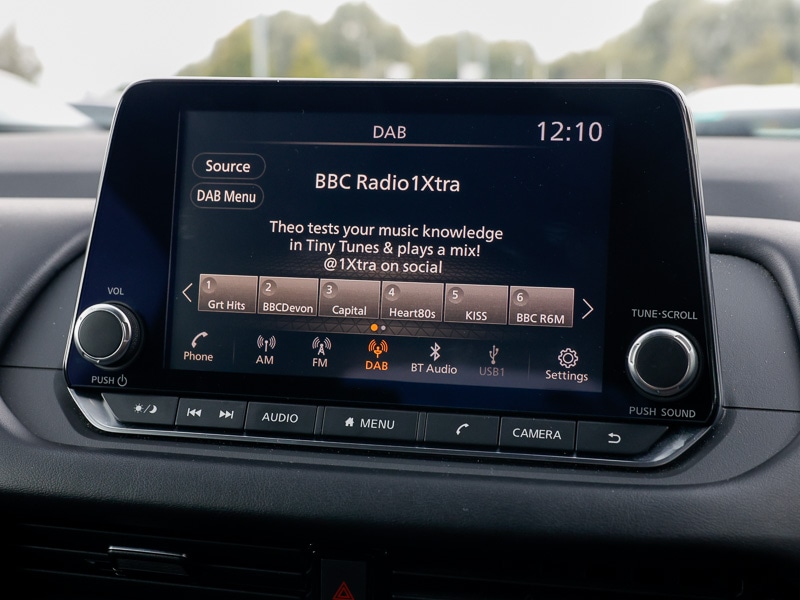 DAB
12:10
Source
DAB Menu
BBC Radio1Xtra
Theo tests your music knowledge
in Tiny Tunes & plays a mix!
@1Xtra on social
1 Grt Hits
2 BBCDevon
3 Capital
4 Heart80s
5 KISS
6 BBC R6M
Phone
AM
FM
DAB
BT Audio
USB1
Settings
VOL
PUSH
TUNE·SCROLL
PUSH SOUND
AUDIO
MENU
CAMERA